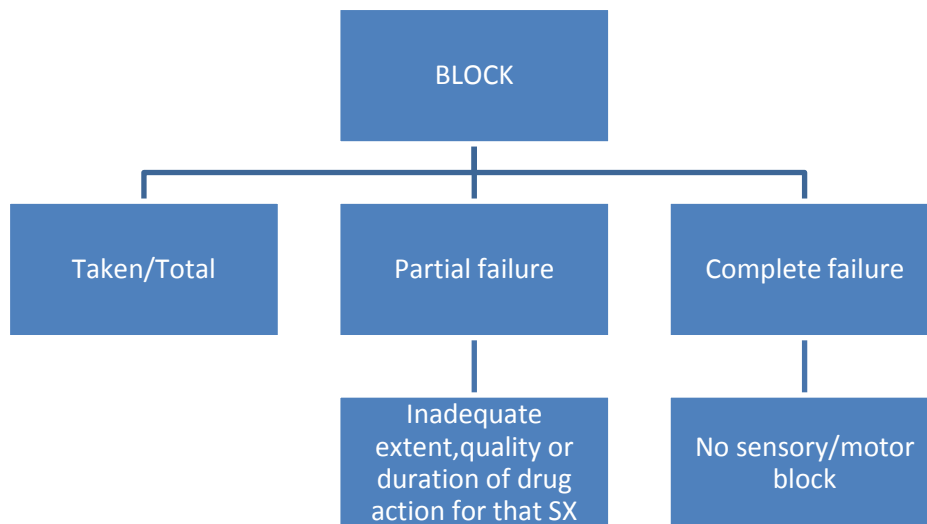 BLOCK
Taken/Total
Partial failure
Complete failure
Inadequate
extent,quality or
duration of drug
action for that SX
No sensory/motor
block